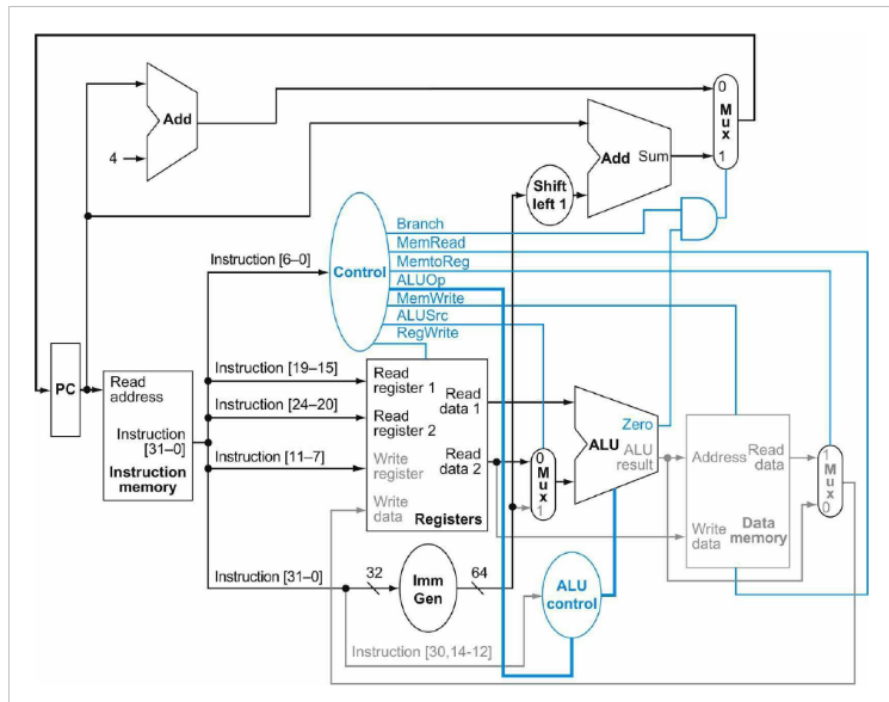 Add
4
0
Mux
1
Add Sum
Shift
left 1
Branch
MemRead
MemtoReg
ALUOp
MemWrite
ALUSrc
RegWrite
Instruction [6–0]
Control
PC
Read
address
Instruction
[31–0]
Instruction
memory
Instruction [19–15]
Instruction [24–20]
Instruction [11–7]
Read
register 1
Read
register 2
Write
register
Write
data
Read
data 1
Read
data 2
Registers
0
Mux
1
Zero
ALU
ALU
result
Address
Read
data
Write
data
Data
memory
1
Mux
0
Instruction [31–0]
32
Imm
Gen
64
ALU
control
Instruction [30,14-12]